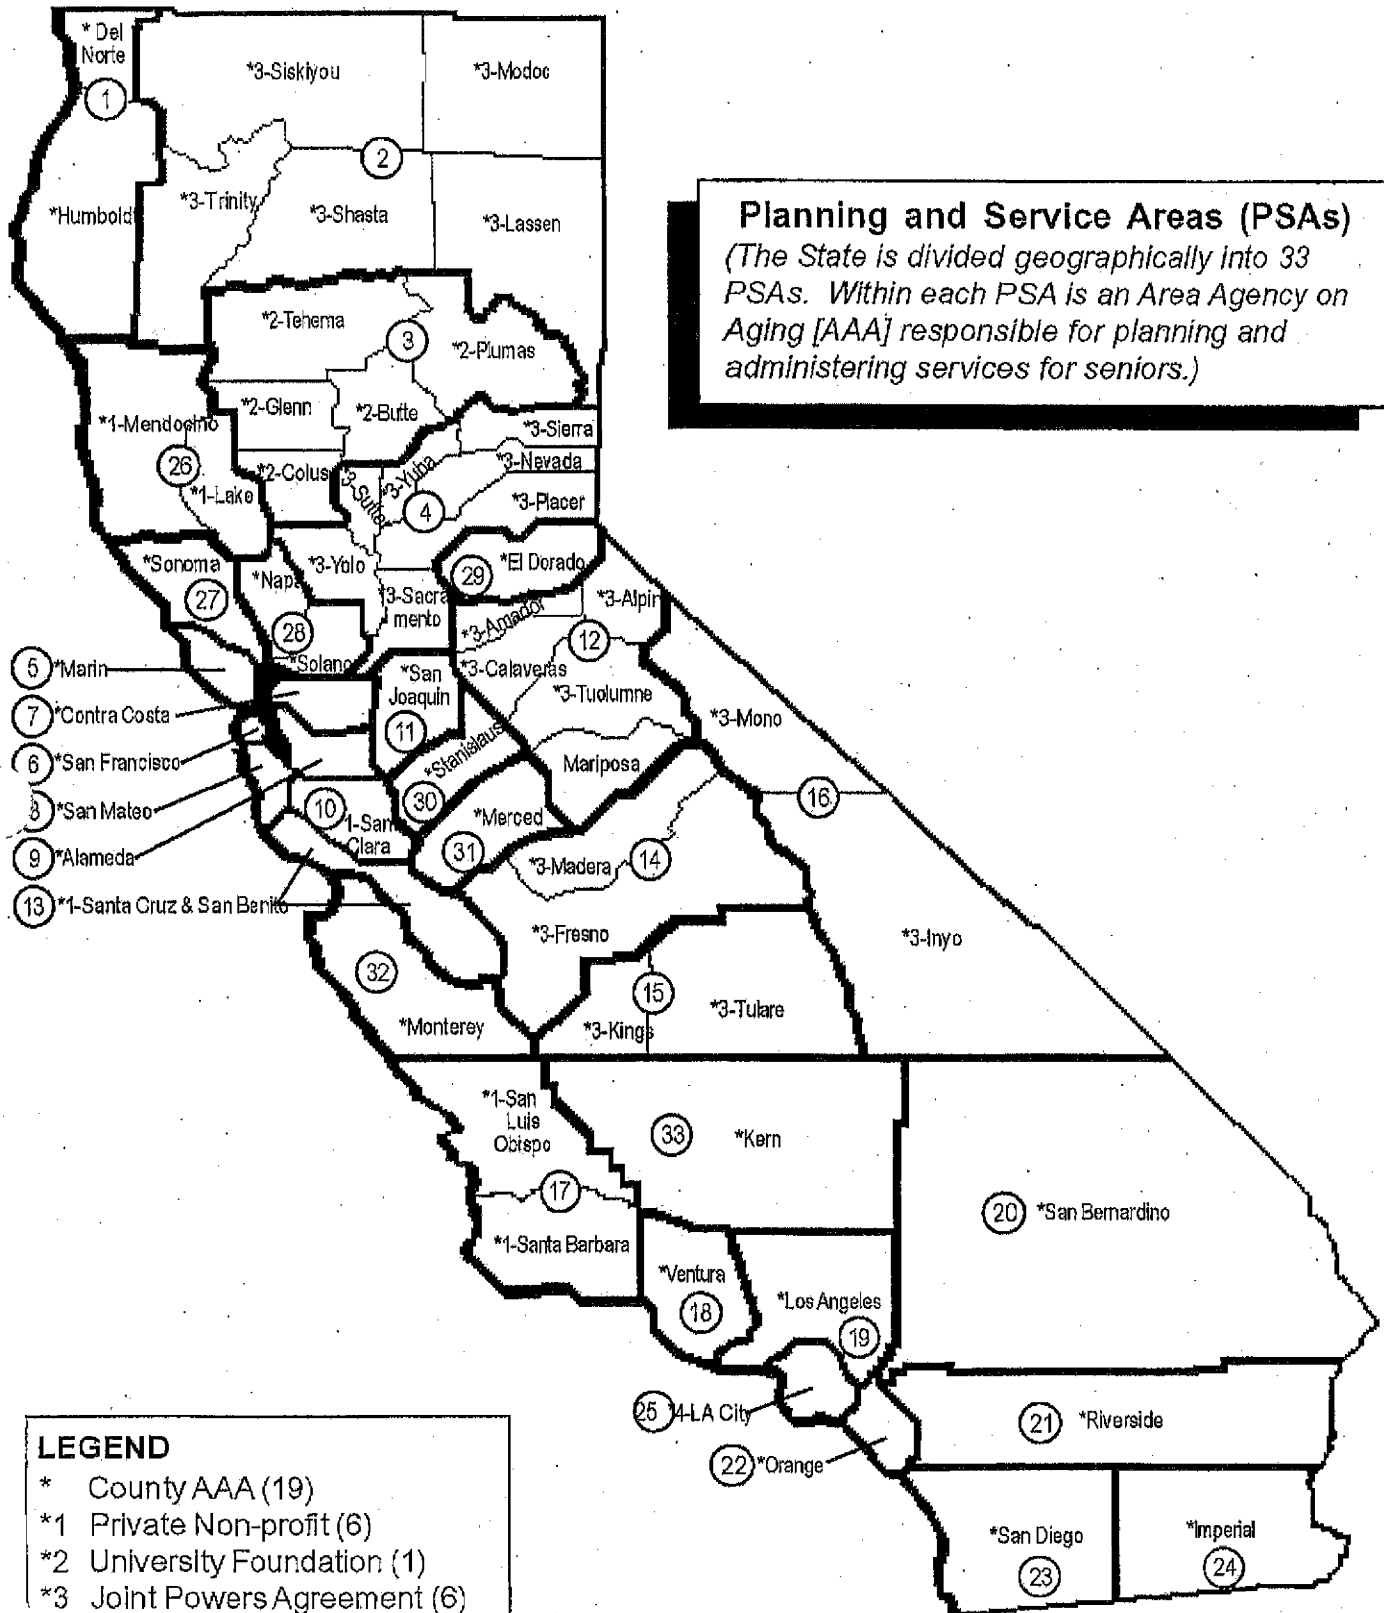 * Del
Norte
*3-Siskiyou
*3-Modoc
1
2
*Humbold
*3-Trinity
*3-Shasta
*3-Lassen
Planning and Service Areas (PSAs)
(The State is divided geographically into 33
PSAs. Within each PSA is an Area Agency on
Aging [AAA] responsible for planning and
administering services for seniors.)
*2-Tehema
3
*2-Plumas
*2-Glenn
*2-Butte
*1-Mendocino
*3-Sierra
26
*2-Colus
*3-Sutte
*3-Yuba
*3-Nevada
*1-Lake
4
*3-Placer
*Sonoma
27
*Napa
*3-Yolo
29
*El Dorado
*3-Sacra
mento
*3-Amador
*3-Alpin
28
12
*Solano
5 *Marin
*San
Joaquin
*3-Calaveras
*3-Tuolumne
7 *Contra Costa
11
*Stanislaus
*3-Mono
6 *San Francisco
Mariposa
8 *San Mateo
10
1-San
Clara
30
*Merced
16
9 *Alameda
31
*3-Madera
14
13 *1-Santa Cruz & San Benito
*3-Fresno
*3-Inyo
32
15
*Monterey
*3-Kings
*3-Tulare
*1-San
Luis
Obispo
33
*Kern
17
20 *San Bernardino
*1-Santa Barbara
*Ventura
18
*Los Angeles
19
25 *4-LA City
21 *Riverside
22 *Orange
*San Diego
23
*Imperial
24
LEGEND
* County AAA (19)
*1 Private Non-profit (6)
*2 University Foundation (1)
*3 Joint Powers Agreement (6)